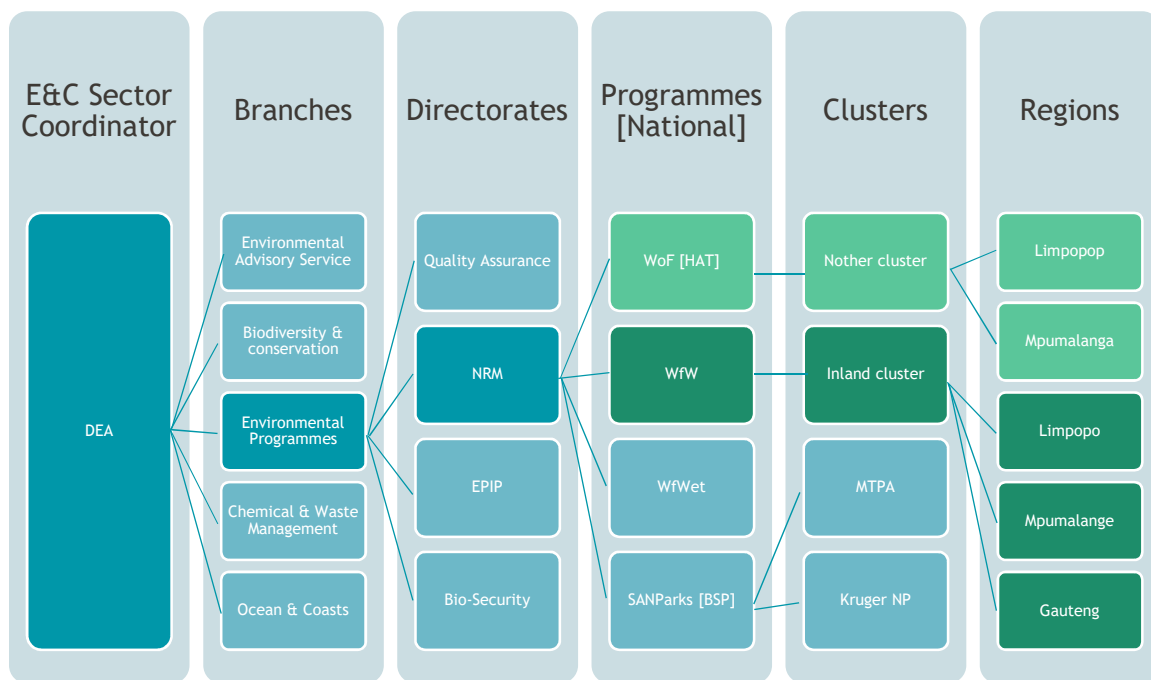 E&C Sector
Coordinator
Branches
Directorates
Programmes
[National]
Clusters
Regions
DEA
Environmental
Advisory Service
Biodiversity &
conservation
Environmental
Programmes
Chemical & Waste
Management
Ocean & Coasts
Quality Assurance
NRM
EPIP
Bio-Security
WoF [HAT]
WfW
WfWet
SANParks [BSP]
Nother cluster
Inland cluster
MTPA
Kruger NP
Limpopop
Mpumalanga
Limpopo
Mpumalange
Gauteng